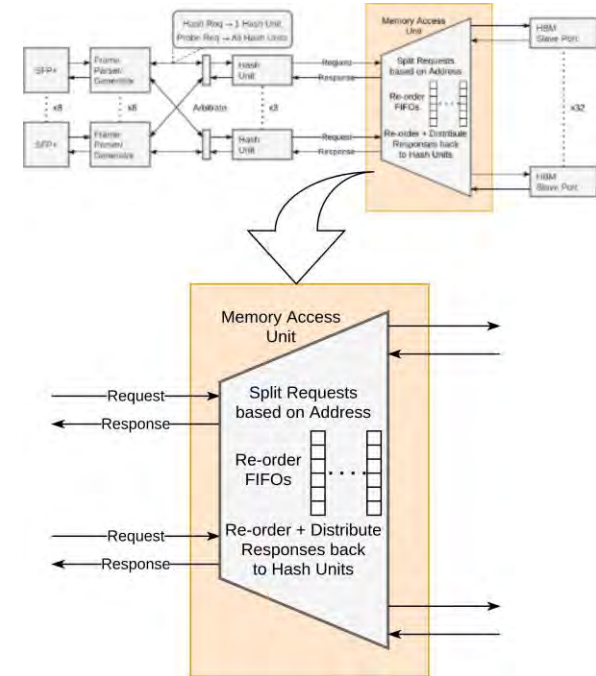 Hash Req → 1 Hash Unit,
Probe Req → All Hash Units
SFP+
x8
SFP+
Frame
Parser/
Generator
x8
Frame
Parser/
Generator
Arbitrate
Hash
Unit
x3
Hash
Unit
Request
Response
Request
Response
Memory Access
Unit
Split Requests
based on Address
Re-order
FIFOs
Re-order + Distribute
Responses back
to Hash Units
HBM
Slave Port
x32
HBM
Slave Port
Memory Access
Unit
Request
Response
Split Requests
based on Address
Re-order
FIFOs
Request
Response
Re-order + Distribute
Responses back
to Hash Units